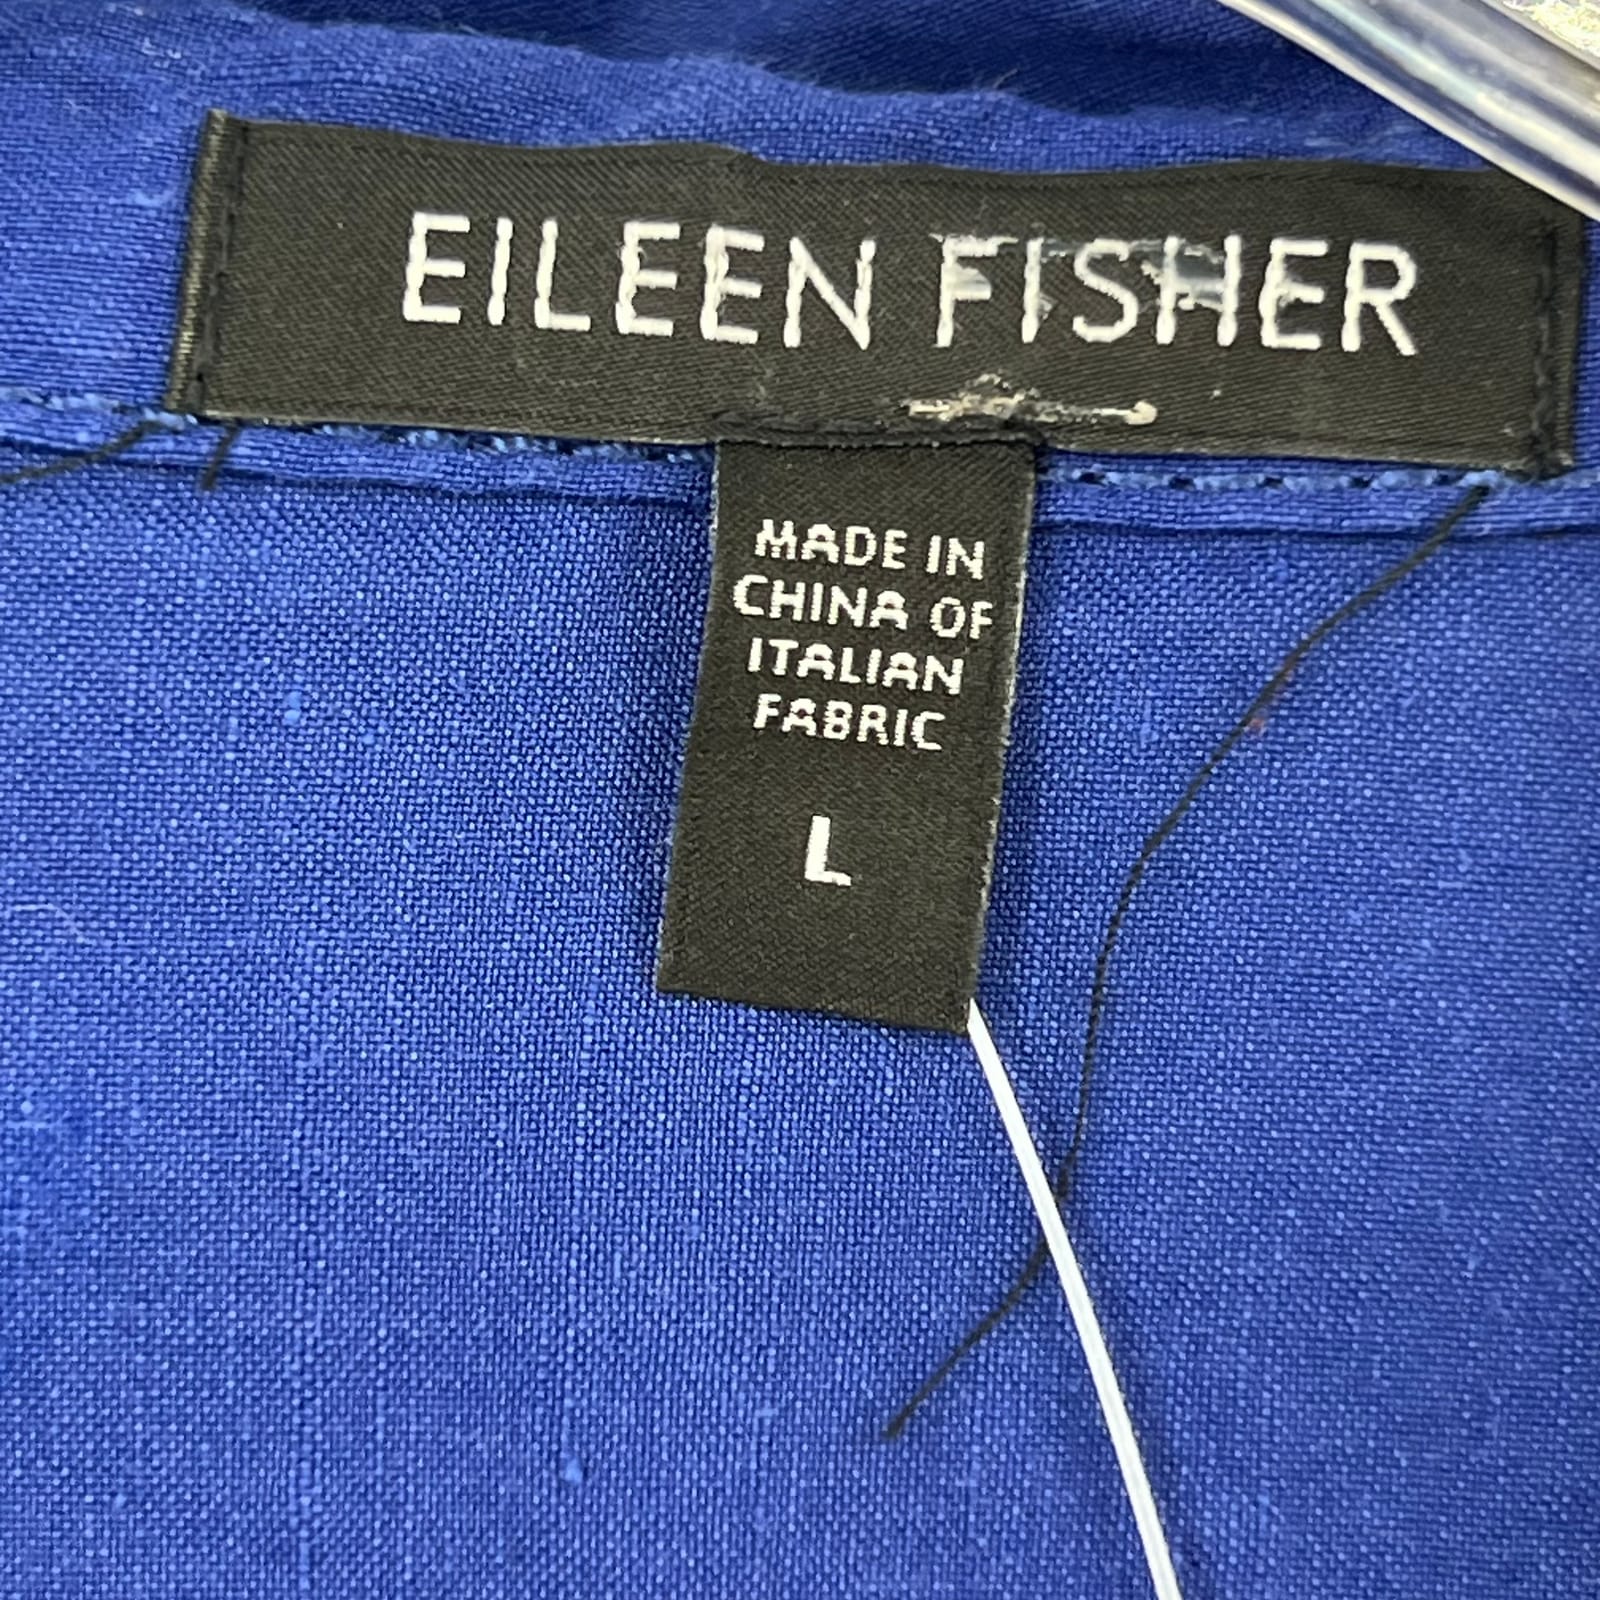 EILEEN FISHER
MADE IN
CHINA OF
ITALIAN
FABRIC
L